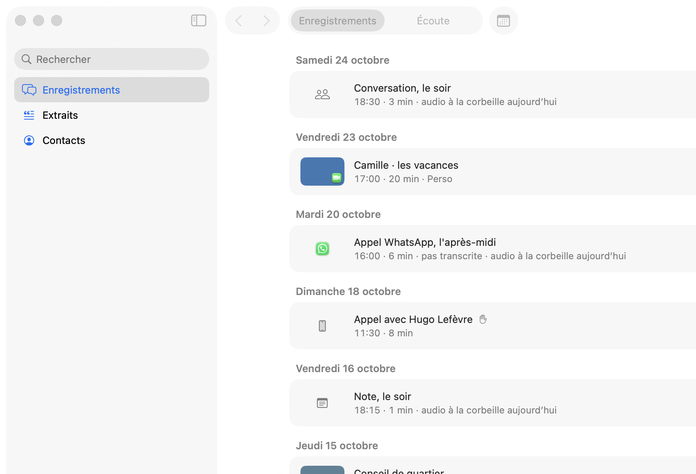 Enregistrements
Écoute
Rechercher
Enregistrements
Extraits
Contacts
Samedi 24 octobre
Conversation, le soir
18:30 · 3 min · audio à la corbeille aujourd’hui
Vendredi 23 octobre
Camille · les vacances
17:00 · 20 min · Perso
Mardi 20 octobre
Appel WhatsApp, l'après-midi
16:00 · 6 min · pas transcrite · audio à la corbeille aujourd’hui
Dimanche 18 octobre
Appel avec Hugo Lefèvre
11:30 · 8 min
Vendredi 16 octobre
Note, le soir
18:15 · 1 min · audio à la corbeille aujourd’hui
Jeudi 15 octobre
Conseil de quartier